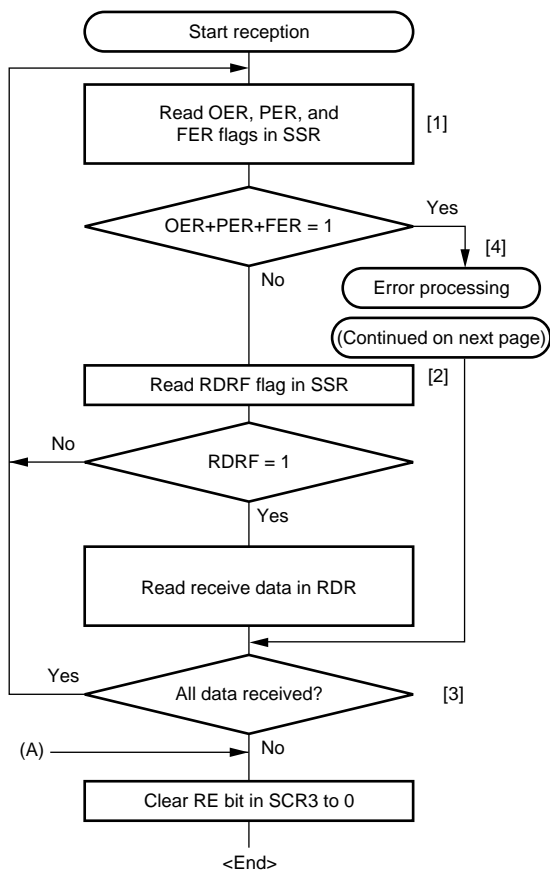 Start reception
Read OER, PER, and
FER flags in SSR
[1]
OER+PER+FER = 1
Yes
[4]
No
Error processing
(Continued on next page)
Read RDRF flag in SSR
[2]
No
RDRF = 1
Yes
Read receive data in RDR
Yes
All data received?
[3]
(A)
No
Clear RE bit in SCR3 to 0
<End>